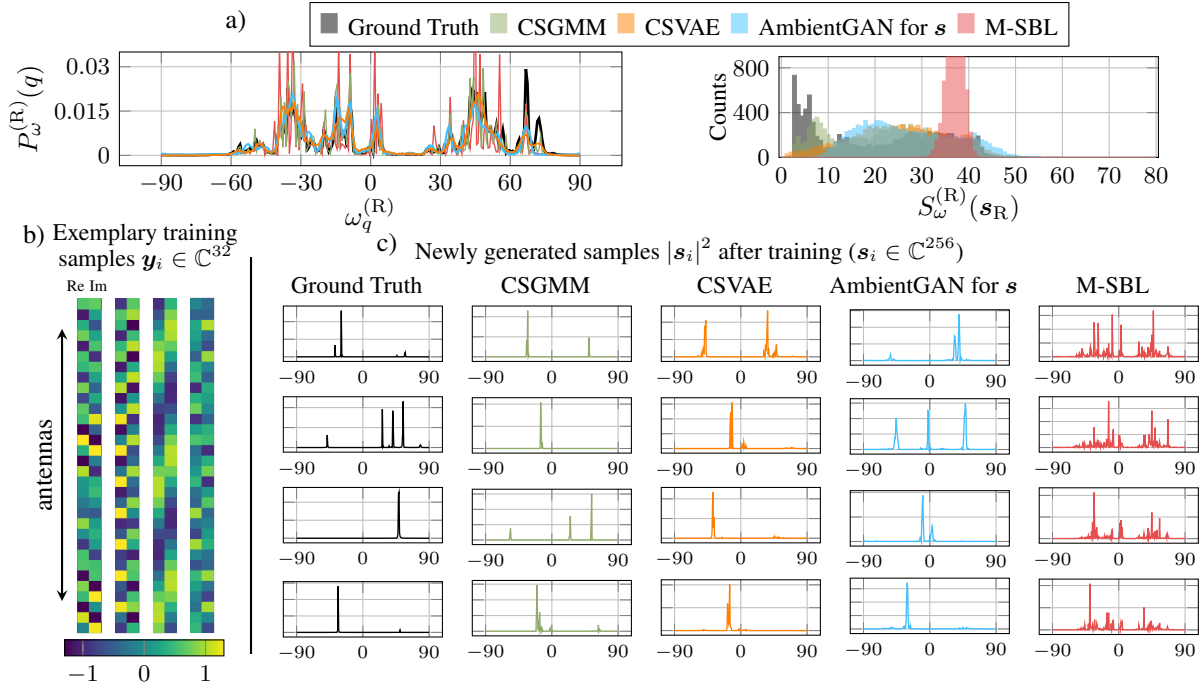 a)
Ground Truth CSGMM CSVAE AmbientGAN for s M-SBL
0.03
0.015
0
P_ω^(R)(q)
−90 −60 −30 0 30 60 90
ω_q^(R)
800
400
0
Counts
0 10 20 30 40 50 60 70 80
S_ω^(R)(s_R)
b) Exemplary training
samples y_i ∈ ℂ^32
Re Im
antennas
−1 0 1
c) Newly generated samples |s_i|^2 after training (s_i ∈ ℂ^256)
Ground Truth CSGMM CSVAE AmbientGAN for s M-SBL
−90 0 90 −90 0 90 −90 0 90 −90 0 90 −90 0 90
−90 0 90 −90 0 90 −90 0 90 −90 0 90 −90 0 90
−90 0 90 −90 0 90 −90 0 90 −90 0 90 −90 0 90
−90 0 90 −90 0 90 −90 0 90 −90 0 90 −90 0 90